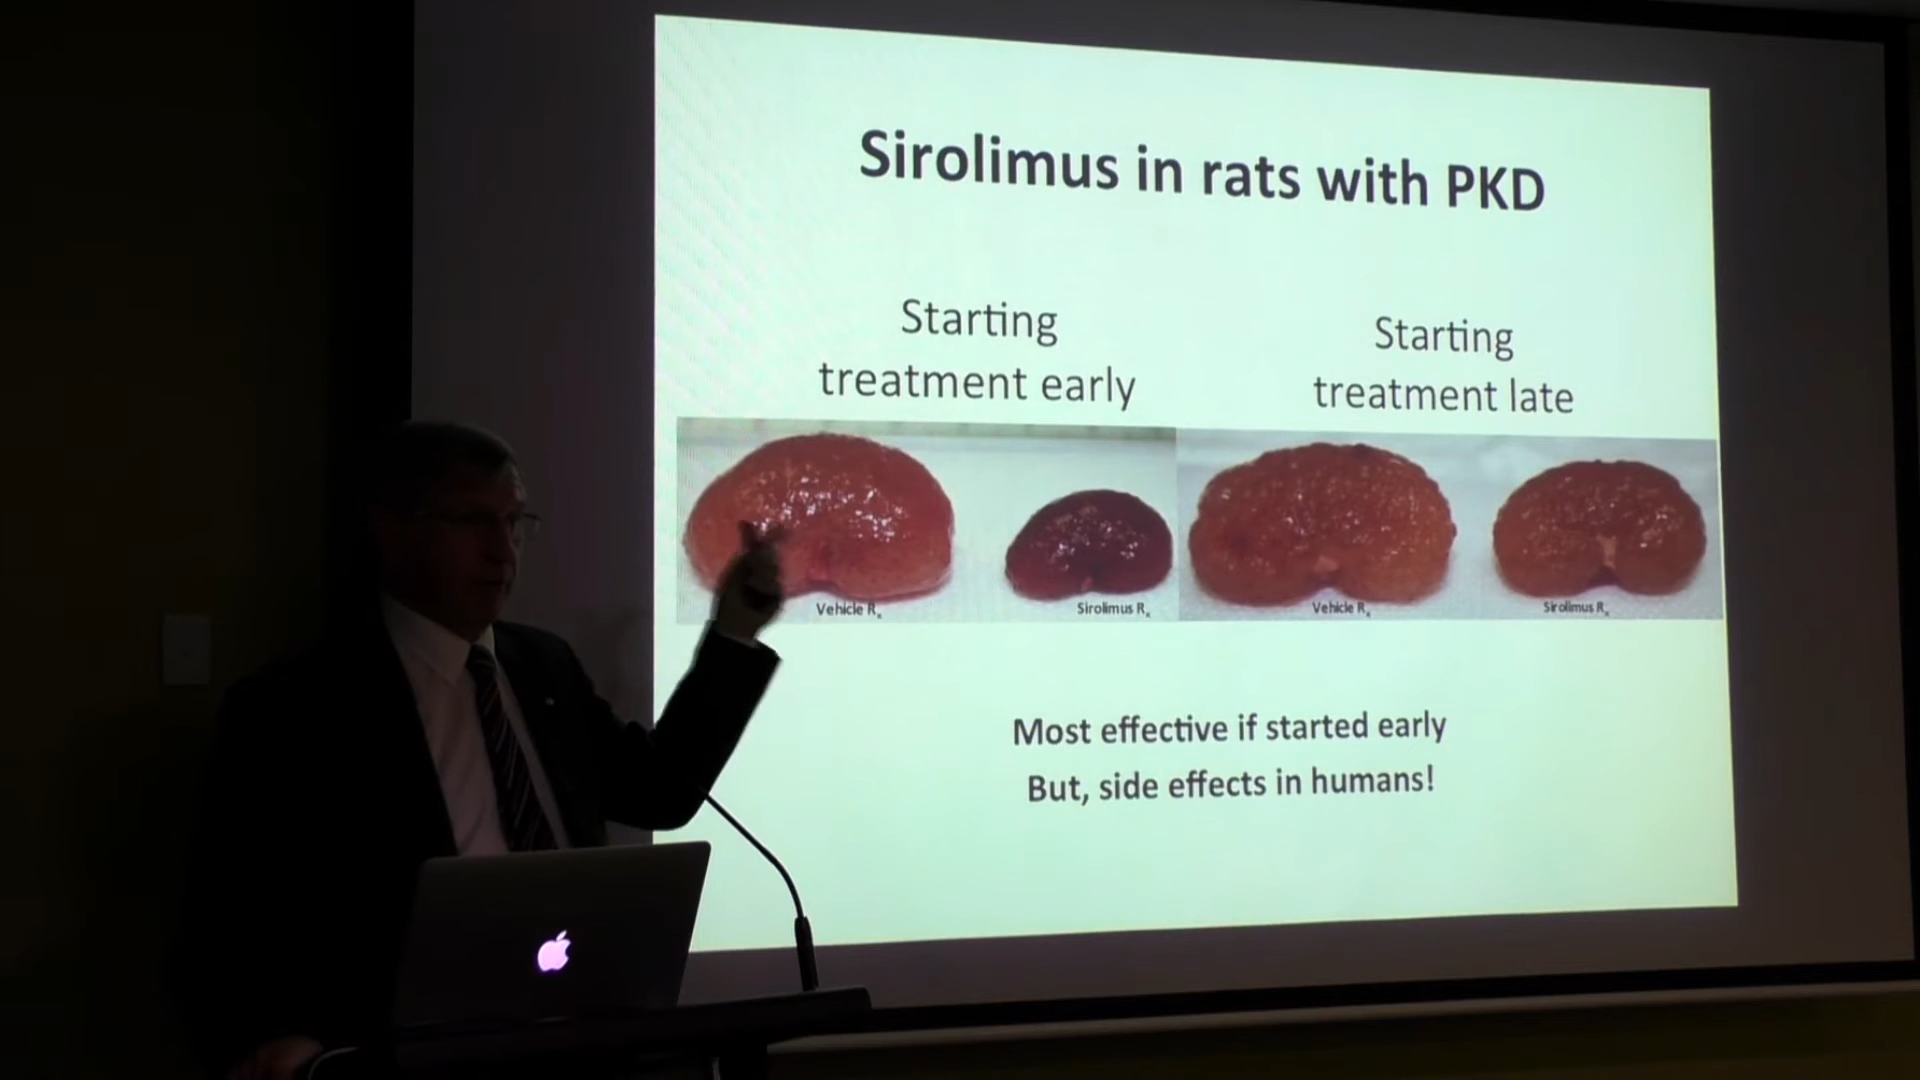 Sirolimus in rats with PKD
Starting
treatment early
Starting
treatment late
Vehicle Rx
Sirolimus Rx
Vehicle Rx
Sirolimus Rx
Most effective if started early
But, side effects in humans!